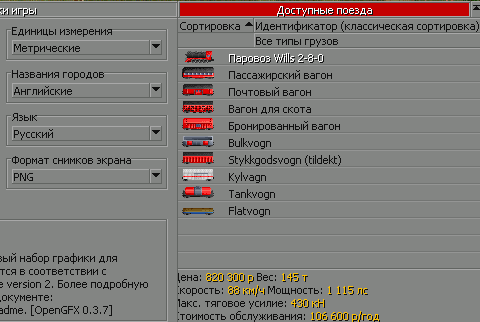 ки игры
Единицы измерения
Метрические
Названия городов
Английские
Язык
Русский
Формат снимков экрана
PNG
вый набор графики для
тся в соответствии с
e version 2. Более подробную
документе:
adme. [OpenGFX 0.3.7]
Доступные поезда
Сортировка Идентификатор (классическая сортировка)
Все типы грузов
Паровоз Wills 2-8-0
Пассажирский вагон
Почтовый вагон
Вагон для скота
Бронированный вагон
Bulkvogn
Stykkgodsvogn (tildekt)
Kylvagn
Tankvogn
Flatvogn
Цена: 820 300 р Вес: 145 т
Скорость: 88 км/ч Мощность: 1 115 лс
Макс. тяговое усилие: 430 кН
Стоимость обслуживания: 106 600 р/год